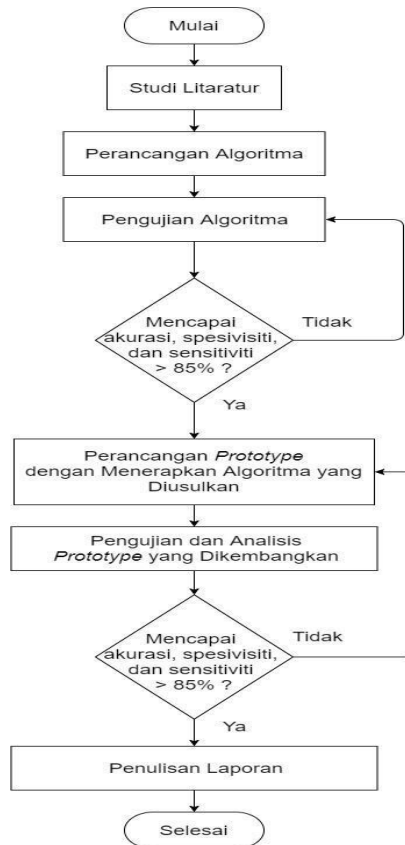 Mulai
Studi Litaratur
Perancangan Algoritma
Pengujian Algoritma
Mencapai
akurasi, spesivisiti,
dan sensitiviti
> 85% ?
Tidak
Ya
Perancangan Prototype
dengan Menerapkan Algoritma yang
Diusulkan
Pengujian dan Analisis
Prototype yang Dikembangkan
Mencapai
akurasi, spesivisiti,
dan sensitiviti
> 85% ?
Tidak
Ya
Penulisan Laporan
Selesai